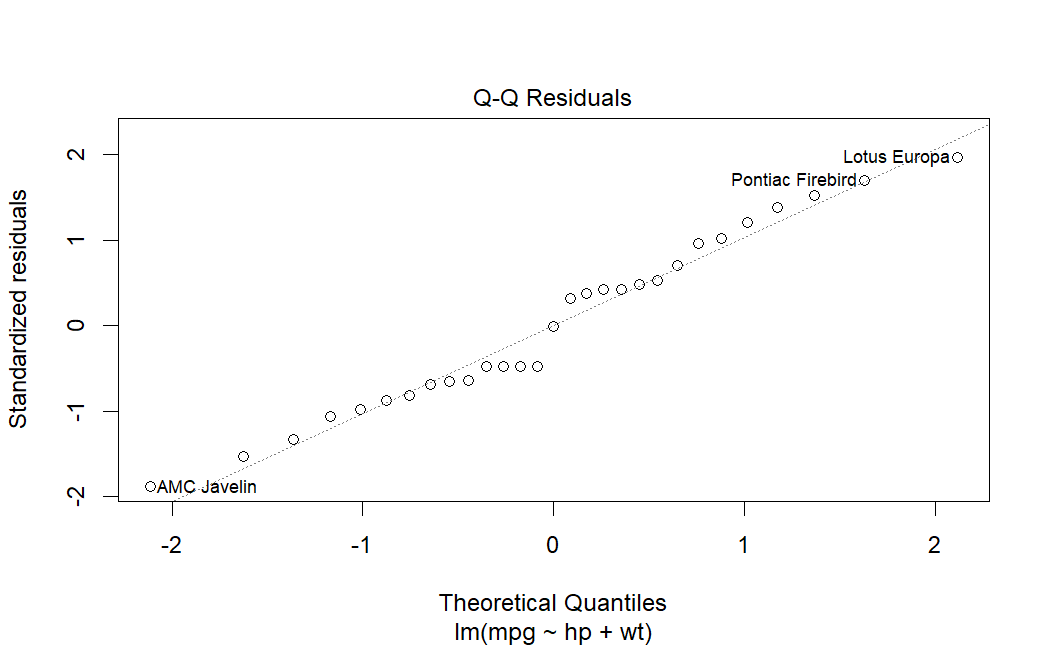 Q-Q Residuals
Standardized residuals
2
1
0
-1
-2
Lotus Europa
Pontiac Firebird
AMC Javelin
-2
-1
0
1
2
Theoretical Quantiles
lm(mpg ~ hp + wt)